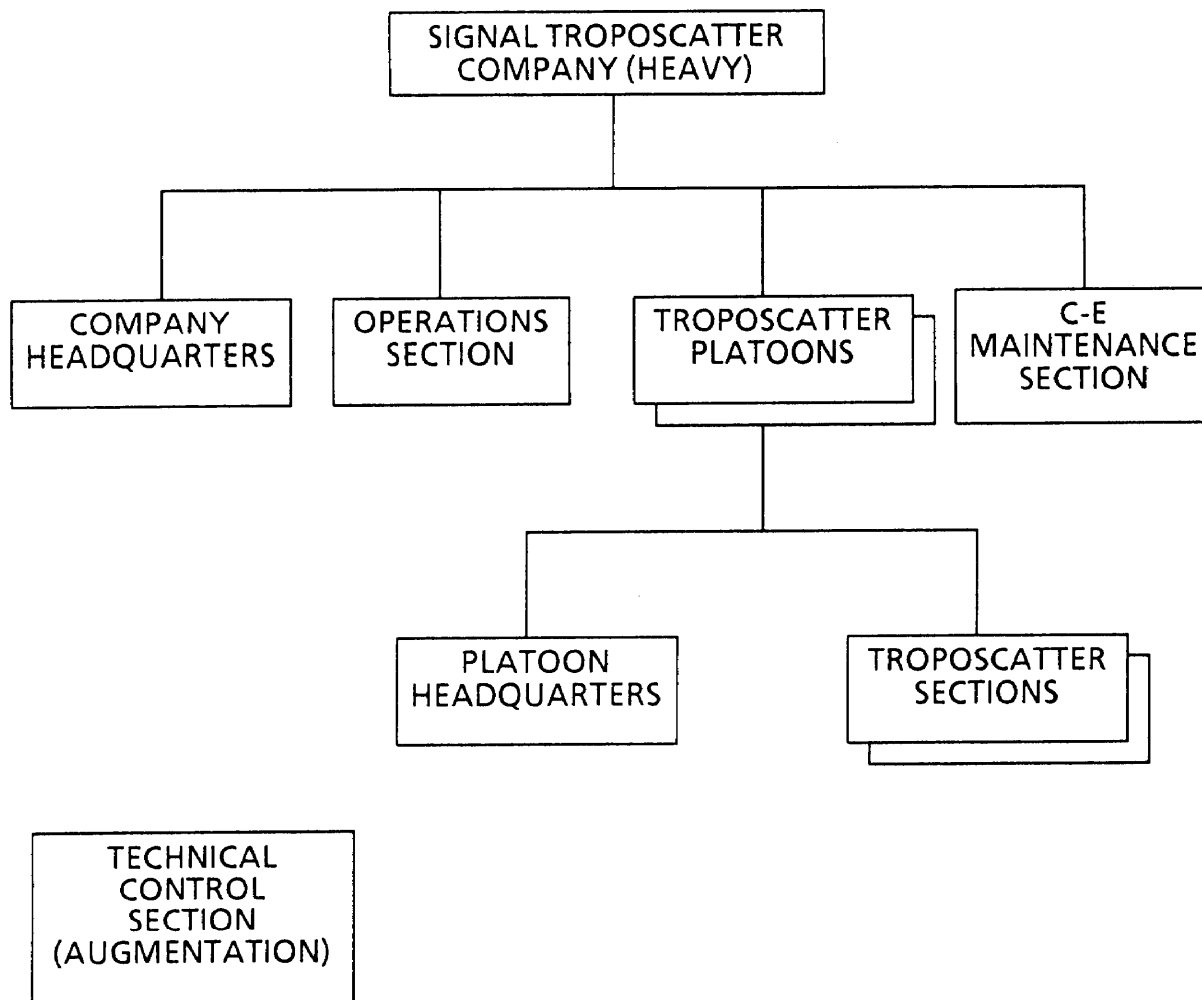 SIGNAL TROPOSCATTER
COMPANY (HEAVY)
COMPANY
HEADQUARTERS
OPERATIONS
SECTION
TROPOSCATTER
PLATOONS
C-E
MAINTENANCE
SECTION
PLATOON
HEADQUARTERS
TROPOSCATTER
SECTIONS
TECHNICAL
CONTROL
SECTION
(AUGMENTATION)